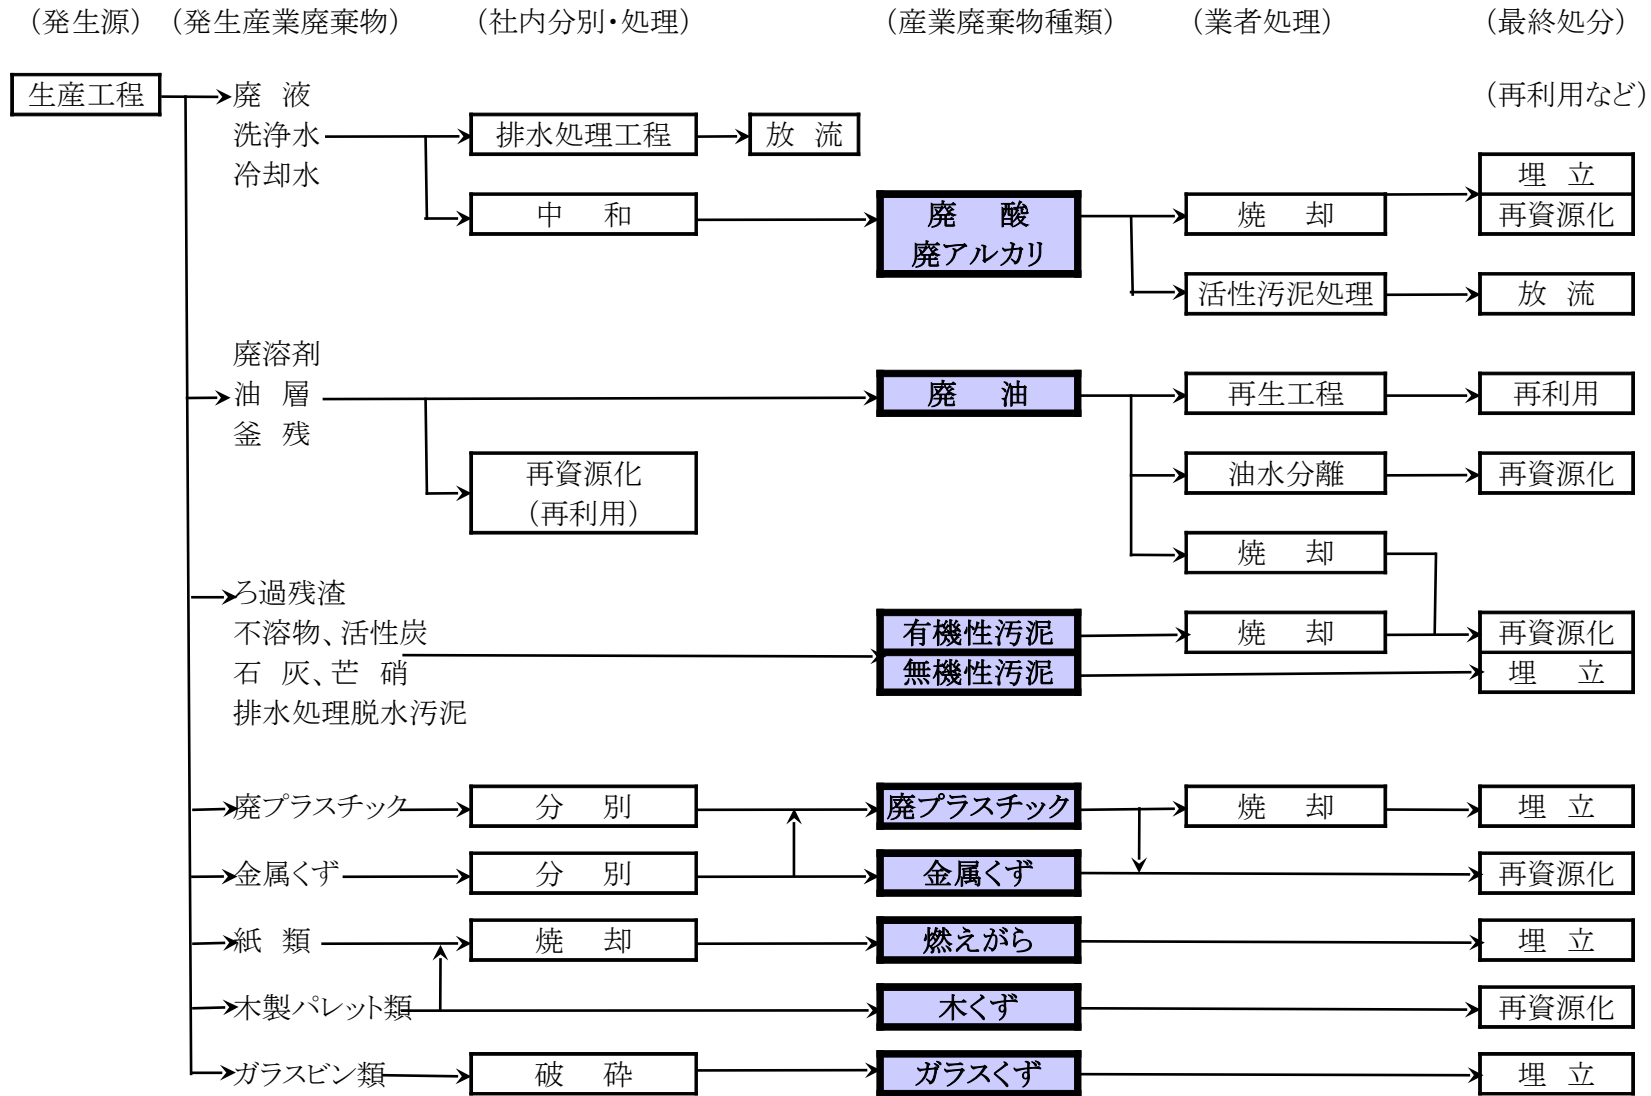 （発生源） （発生産業廃棄物） （社内分別・処理） （産業廃棄物種類） （業者処理） （最終処分）
生産工程 廃 液 （再利用など）
洗浄水 排水処理工程 放 流
冷却水 埋 立
中 和 廃 酸 焼 却 再資源化
廃アルカリ
活性汚泥処理 放 流
廃溶剤
油 層 廃 油 再生工程 再利用
釜 残
再資源化 油水分離 再資源化
（再利用）
焼 却
ろ過残渣
不溶物、活性炭 有機性汚泥 焼 却 再資源化
石 灰、芒 硝 無機性汚泥 埋 立
排水処理脱水汚泥
廃プラスチック 分 別 廃プラスチック 焼 却 埋 立
金属くず 分 別 金属くず 再資源化
紙 類 焼 却 燃えがら 埋 立
木製パレット類 木くず 再資源化
ガラスビン類 破 砕 ガラスくず 埋 立